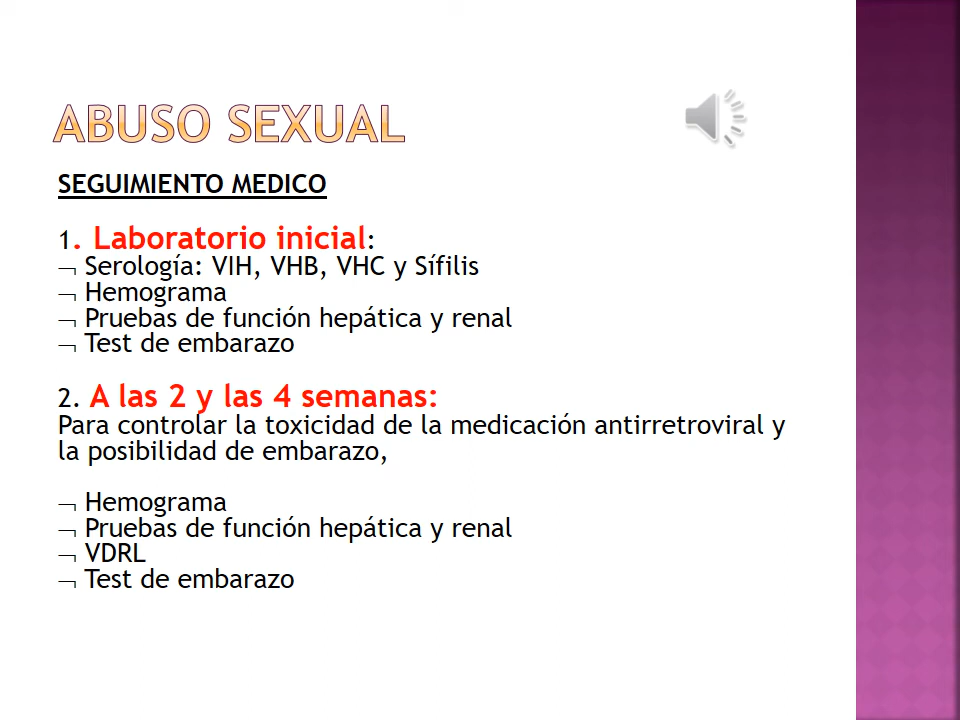 ABUSO SEXUAL
SEGUIMIENTO MEDICO
1. Laboratorio inicial:
¬ Serología: VIH, VHB, VHC y Sífilis
¬ Hemograma
¬ Pruebas de función hepática y renal
¬ Test de embarazo
2. A las 2 y las 4 semanas:
Para controlar la toxicidad de la medicación antirretroviral y
la posibilidad de embarazo,
¬ Hemograma
¬ Pruebas de función hepática y renal
¬ VDRL
¬ Test de embarazo